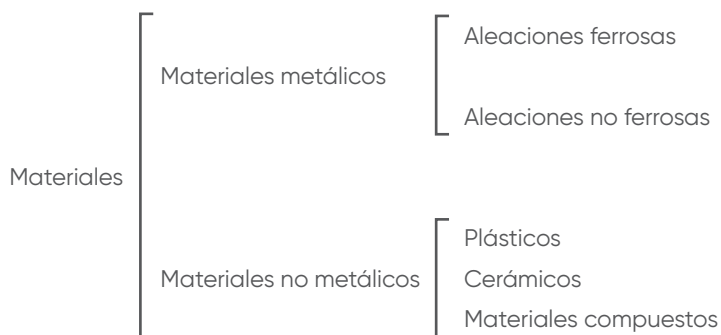 Materiales
Materiales metálicos
Aleaciones ferrosas
Aleaciones no ferrosas
Materiales no metálicos
Plásticos
Cerámicos
Materiales compuestos